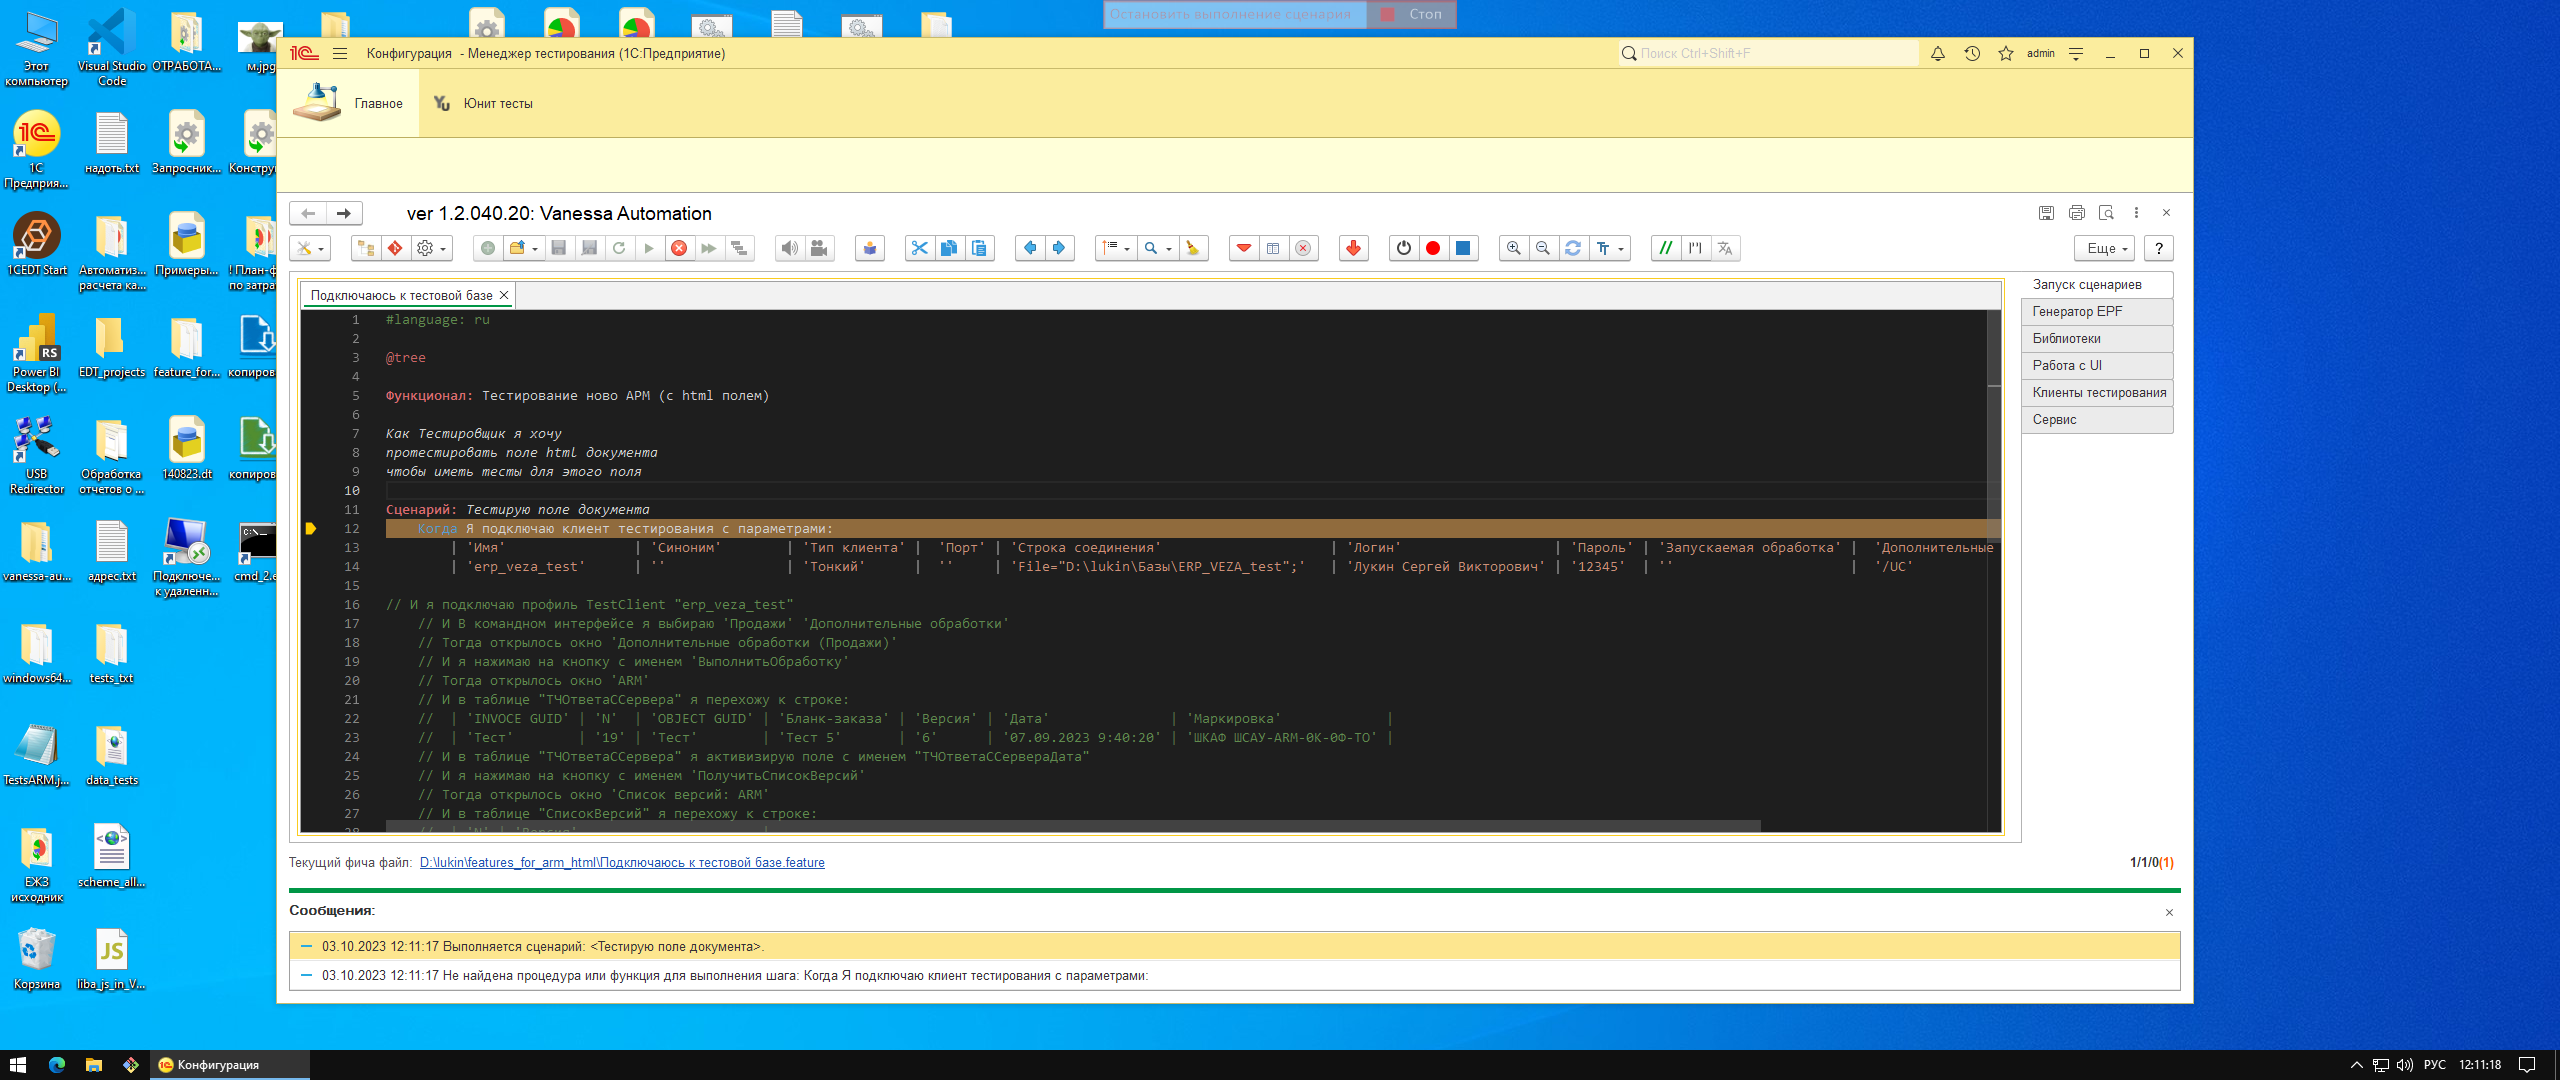 Остановить выполнение сценария
Стоп
Этот компьютер
Visual Studio Code
ОТРАБОТА...
м.jpg
1С Предприя...
надоть.txt
Запросник...
Констру
1CEDT Start
Автоматиз... расчета ка...
Примеры...
! План-ф по затра
Power BI Desktop (...
EDT_projects
feature_for...
копиров
USB Redirector
Обработка отчетов о ...
140823.dt
копиров
vanessa-au...
адрес.txt
Подключе... к удаленн...
cmd_2.e
windows64...
tests_txt
TestsARM.j...
data_tests
ЕЖЗ исходник
scheme_all...
Корзина
liba_js_in_V...
Конфигурация - Менеджер тестирования (1С:Предприятие)
Поиск Ctrl+Shift+F
admin
Главное
Юнит тесты
ver 1.2.040.20: Vanessa Automation
Еще
?
Подключаюсь к тестовой базе
Запуск сценариев
Генератор EPF
Библиотеки
Работа с UI
Клиенты тестирования
Сервис
1 #language: ru
2
3 @tree
4
5 Функционал: Тестирование ново АРМ (с html полем)
6
7 Как Тестировщик я хочу
8 протестировать поле html документа
9 чтобы иметь тесты для этого поля
10
11 Сценарий: Тестирую поле документа
12 Когда Я подключаю клиент тестирования с параметрами:
13 | 'Имя' | 'Синоним' | 'Тип клиента' | 'Порт' | 'Строка соединения' | 'Логин' | 'Пароль' | 'Запускаемая обработка' | 'Дополнительные
14 | 'erp_veza_test' | '' | 'Тонкий' | '' | 'File="D:\lukin\Базы\ERP_VEZA_test";' | 'Лукин Сергей Викторович' | '12345' | '' | '/UC'
15
16 // И я подключаю профиль TestClient "erp_veza_test"
17 // И В командном интерфейсе я выбираю 'Продажи' 'Дополнительные обработки'
18 // Тогда открылось окно 'Дополнительные обработки (Продажи)'
19 // И я нажимаю на кнопку с именем 'ВыполнитьОбработку'
20 // Тогда открылось окно 'ARM'
21 // И в таблице "ТЧОтветаССервера" я перехожу к строке:
22 // | 'INVOCE GUID' | 'N' | 'OBJECT GUID' | 'Бланк-заказа' | 'Версия' | 'Дата' | 'Маркировка' |
23 // | 'Тест' | '19' | 'Тест' | 'Тест 5' | '6' | '07.09.2023 9:40:20' | 'ШКАФ ШСАУ-ARM-0К-0Ф-ТО' |
24 // И в таблице "ТЧОтветаССервера" я активизирую поле с именем "ТЧОтветаССервераДата"
25 // И я нажимаю на кнопку с именем 'ПолучитьСписокВерсий'
26 // Тогда открылось окно 'Список версий: ARM'
27 // И в таблице "СписокВерсий" я перехожу к строке:
28 // | 'N' | 'Версия' |
Текущий фича файл: D:\lukin\features_for_arm_html\Подключаюсь к тестовой базе.feature
1/1/0(1)
Сообщения:
03.10.2023 12:11:17 Выполняется сценарий: <Тестирую поле документа>.
03.10.2023 12:11:17 Не найдена процедура или функция для выполнения шага: Когда Я подключаю клиент тестирования с параметрами:
Конфигурация
РУС
12:11:18